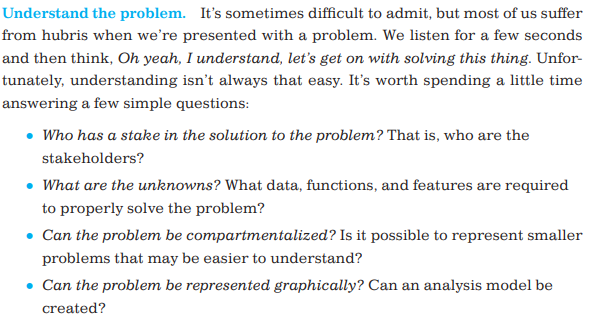 Understand the problem. It’s sometimes difficult to admit, but most of us suffer
from hubris when we’re presented with a problem. We listen for a few seconds
and then think, Oh yeah, I understand, let’s get on with solving this thing. Unfor-
tunately, understanding isn’t always that easy. It’s worth spending a little time
answering a few simple questions:
• Who has a stake in the solution to the problem? That is, who are the
stakeholders?
• What are the unknowns? What data, functions, and features are required
to properly solve the problem?
• Can the problem be compartmentalized? Is it possible to represent smaller
problems that may be easier to understand?
• Can the problem be represented graphically? Can an analysis model be
created?